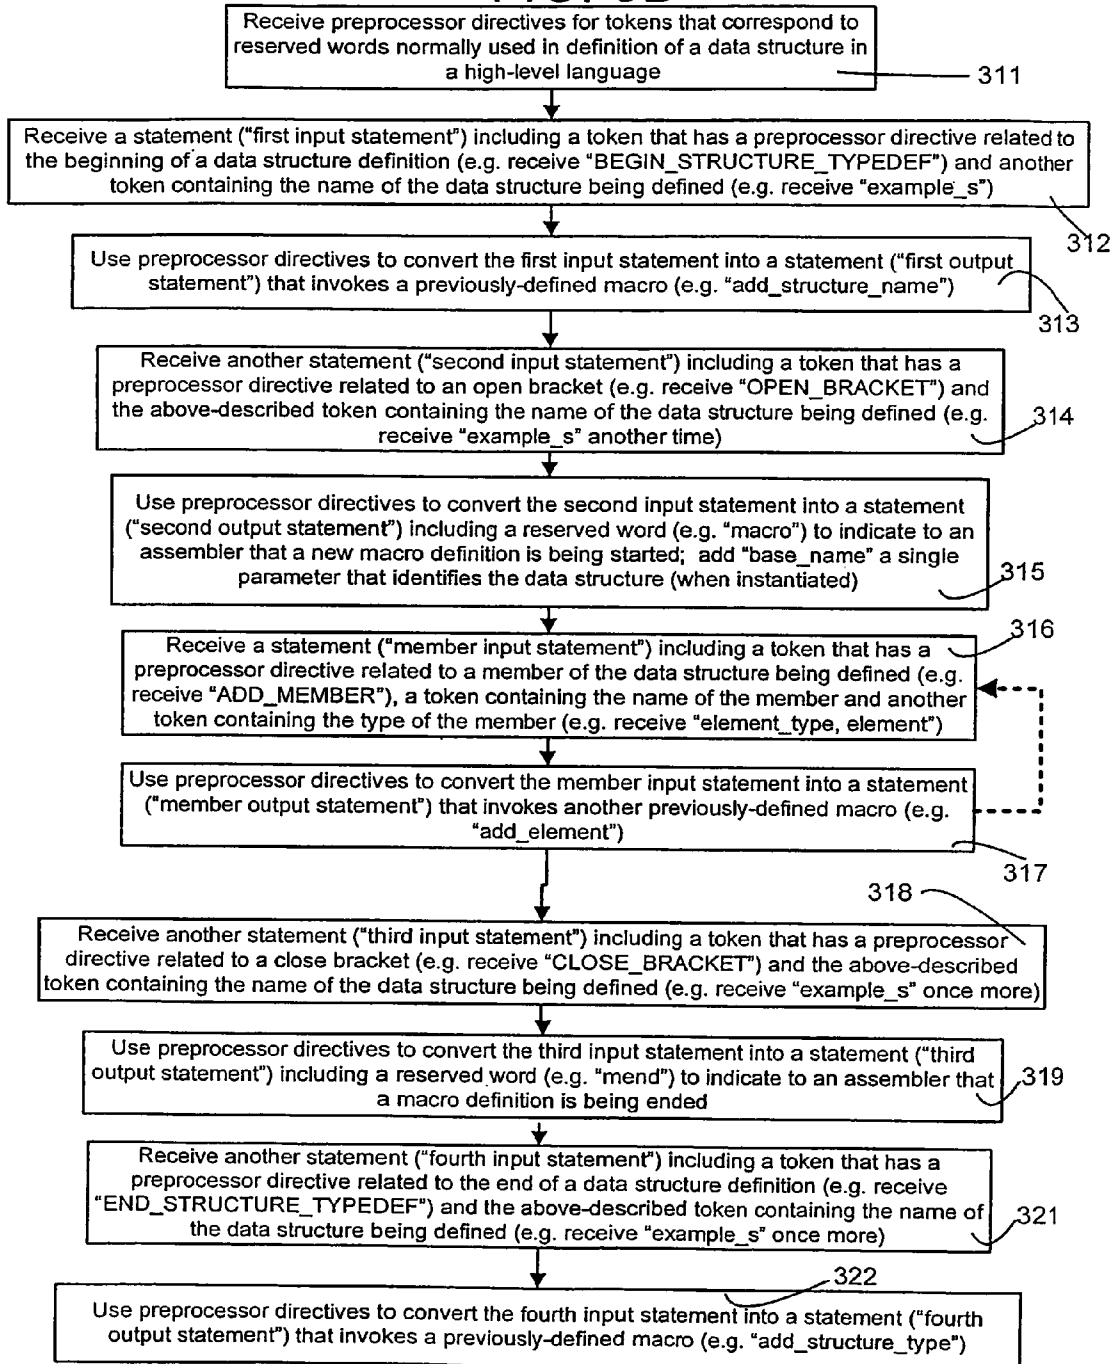 Receive preprocessor directives for tokens that correspond to
reserved words normally used in definition of a data structure in
a high-level language
311
Receive a statement ("first input statement") including a token that has a preprocessor directive related to
the beginning of a data structure definition (e.g. receive "BEGIN_STRUCTURE_TYPEDEF") and another
token containing the name of the data structure being defined (e.g. receive "example_s")
312
Use preprocessor directives to convert the first input statement into a statement ("first output
statement") that invokes a previously-defined macro (e.g. "add_structure_name")
313
Receive another statement ("second input statement") including a token that has a
preprocessor directive related to an open bracket (e.g. receive "OPEN_BRACKET") and
the above-described token containing the name of the data structure being defined (e.g.
receive "example_s" another time)
314
Use preprocessor directives to convert the second input statement into a statement
("second output statement") including a reserved word (e.g. "macro") to indicate to an
assembler that a new macro definition is being started; add "base_name" a single
parameter that identifies the data structure (when instantiated)
315
316
Receive a statement ("member input statement") including a token that has a
preprocessor directive related to a member of the data structure being defined (e.g.
receive "ADD_MEMBER"), a token containing the name of the member and another
token containing the type of the member (e.g. receive "element_type, element")
Use preprocessor directives to convert the member input statement into a statement
("member output statement") that invokes another previously-defined macro (e.g.
"add_element")
317
318
Receive another statement ("third input statement") including a token that has a preprocessor
directive related to a close bracket (e.g. receive "CLOSE_BRACKET") and the above-described
token containing the name of the data structure being defined (e.g. receive "example_s" once more)
Use preprocessor directives to convert the third input statement into a statement ("third
output statement") including a reserved word (e.g. "mend") to indicate to an assembler that
a macro definition is being ended
319
Receive another statement ("fourth input statement") including a token that has a
preprocessor directive related to the end of a data structure definition (e.g. receive
"END_STRUCTURE_TYPEDEF") and the above-described token containing the name of
the data structure being defined (e.g. receive "example_s" once more)
321
322
Use preprocessor directives to convert the fourth input statement into a statement ("fourth
output statement") that invokes a previously-defined macro (e.g. "add_structure_type")